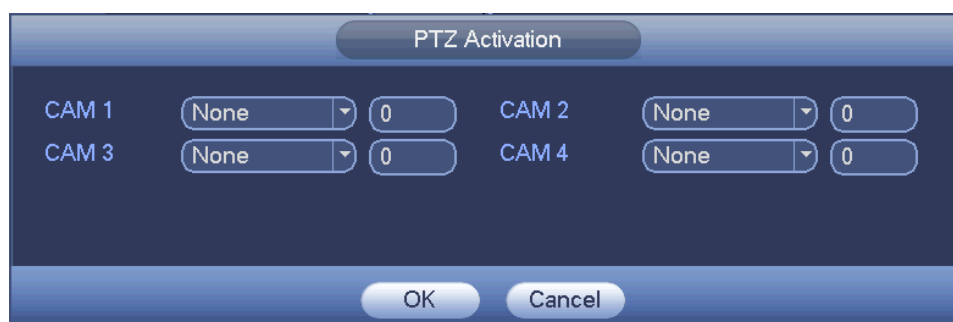 PTZ Activation
CAM 1 None 0 CAM 2 None 0
CAM 3 None 0 CAM 4 None 0
OK Cancel